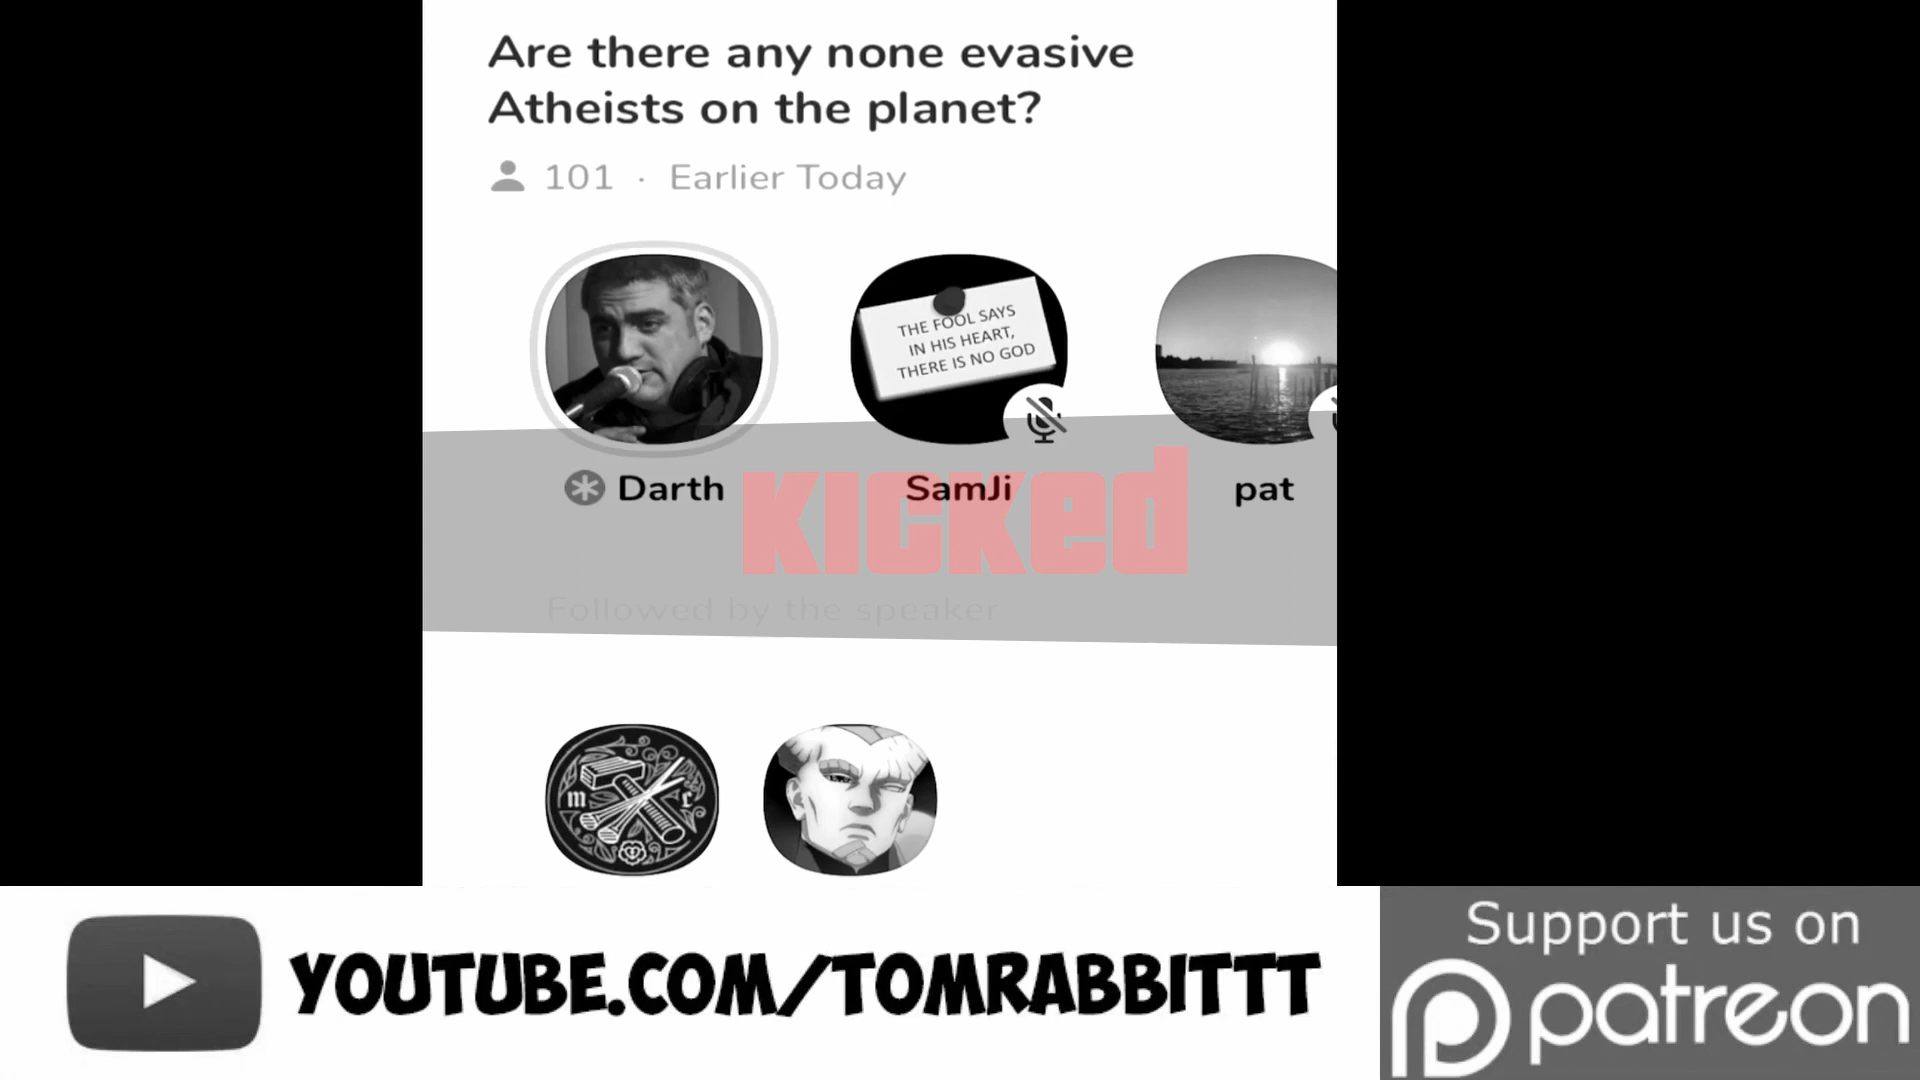 Are there any none evasive
Atheists on the planet?
101 · Earlier Today
THE FOOL SAYS
IN HIS HEART,
THERE IS NO GOD
Darth
SamJi
pat
KICKed
Followed by the speaker
m £
YOUTUBE.COM/TOMRABBITTT
Support us on
patreon